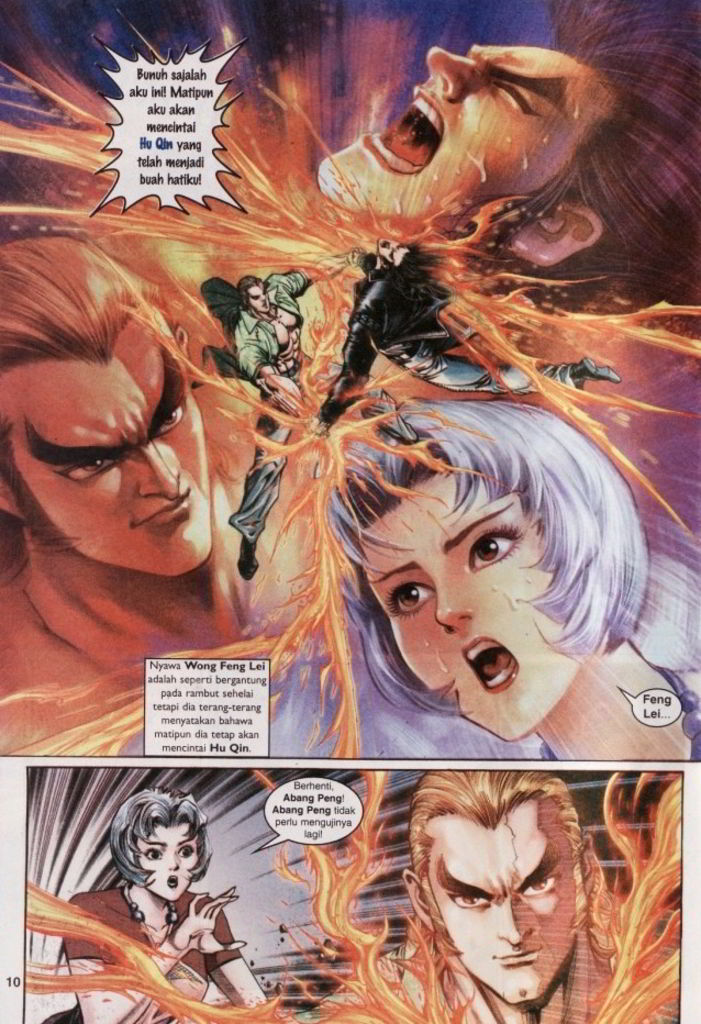 Bunuh sajalah
aku ini! Matipun
aku akan
mencintai
Hu Qin yang
telah menjadi
buah hatiku!
Nyawa Wong Feng Lei
adalah seperti bergantung
pada rambut sehelai
tetapi dia terang-terang
menyatakan bahawa
matipun dia tetap akan
mencintai Hu Qin.
Feng
Lei...
Berhenti,
Abang Peng!
Abang Peng tidak
perlu mengujinya
lagi!
10